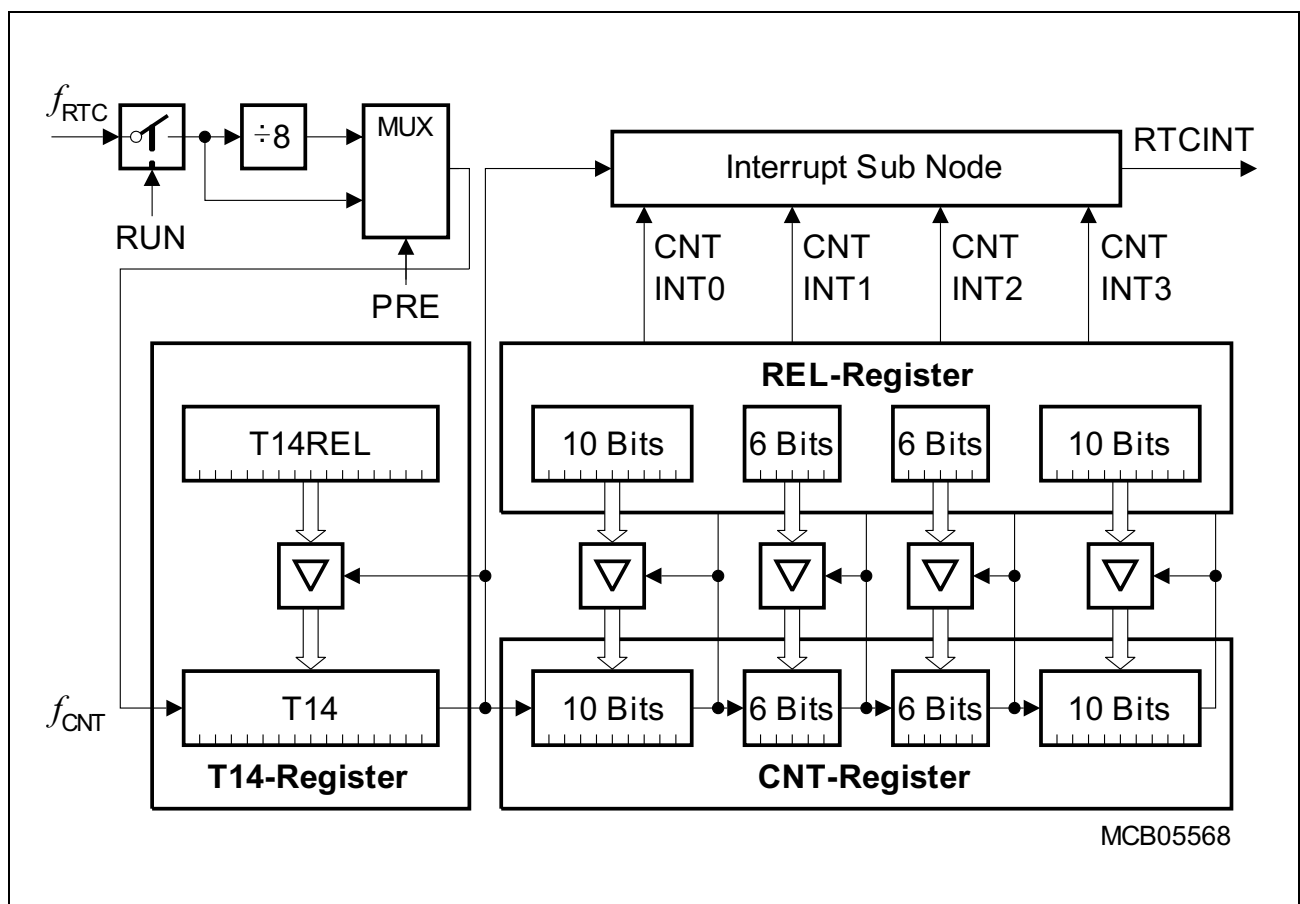 fRTC
÷8
MUX
RUN
PRE
Interrupt Sub Node
RTCINT
CNT INT0
CNT INT1
CNT INT2
CNT INT3
REL-Register
T14REL
10 Bits
6 Bits
6 Bits
10 Bits
fCNT
T14
10 Bits
6 Bits
6 Bits
10 Bits
T14-Register
CNT-Register
MCB05568